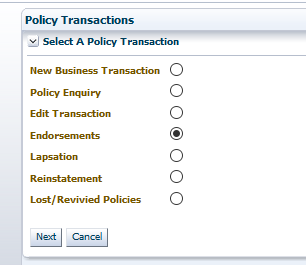 Policy Transactions
Select A Policy Transaction
New Business Transaction
Policy Enquiry
Edit Transaction
Endorsements
Lapsation
Reinstatement
Lost/Revivied Policies
Next Cancel